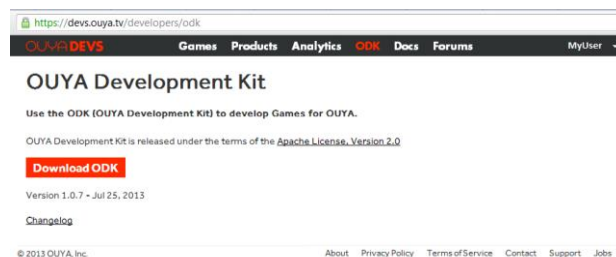 https://devs.ouya.tv/developers/odk
OUYA DEVS Games Products Analytics ODK Docs Forums MyUser
OUYA Development Kit
Use the ODK (OUYA Development Kit) to develop Games for OUYA.
OUYA Development Kit is released under the terms of the Apache License, Version 2.0
Download ODK
Version 1.0.7 - Jul 25, 2013
Changelog
© 2013 OUYA, Inc. About Privacy Policy Terms of Service Contact Support Jobs